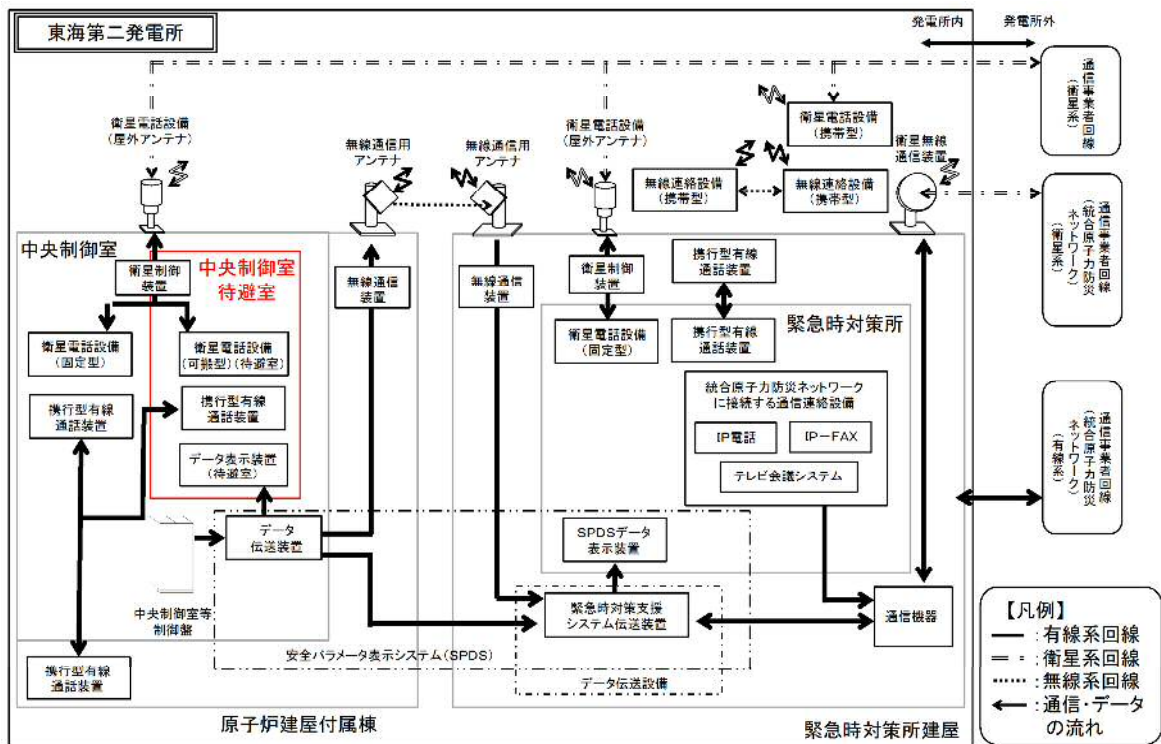 東海第二発電所
発電所内
発電所外
通信事業者回線
(衛星系)
衛星電話設備
(屋外アンテナ)
無線通信用
アンテナ
無線通信用
アンテナ
衛星電話設備
(屋外アンテナ)
衛星電話設備
(携帯型)
衛星無線
通信装置
無線連絡設備
(携帯型)
無線連絡設備
(携帯型)
通信事業者回線
(統合原子力防災
ネットワーク)
(衛星系)
中央制御室
衛星制御
装置
中央制御室
待避室
無線通信
装置
無線通信
装置
衛星制御
装置
携行型有線
通話装置
緊急時対策所
衛星電話設備
(固定型)
衛星電話設備
(可搬型)(待避室)
衛星電話設備
(固定型)
携行型有線
通話装置
携行型有線
通話装置
携行型有線
通話装置
統合原子力防災ネットワーク
に接続する通信連絡設備
IP電話
IP-FAX
テレビ会議システム
通信事業者回線
(統合原子力防災
ネットワーク)
(有線系)
データ表示装置
(待避室)
データ
伝送装置
SPDSデータ
表示装置
中央制御室等
制御盤
緊急時対策支援
システム伝送装置
通信機器
安全パラメータ表示システム(SPDS)
データ伝送設備
携行型有線
通話装置
原子炉建屋付属棟
緊急時対策所建屋
【凡例】
:有線系回線
:衛星系回線
:無線系回線
:通信・データ
の流れ